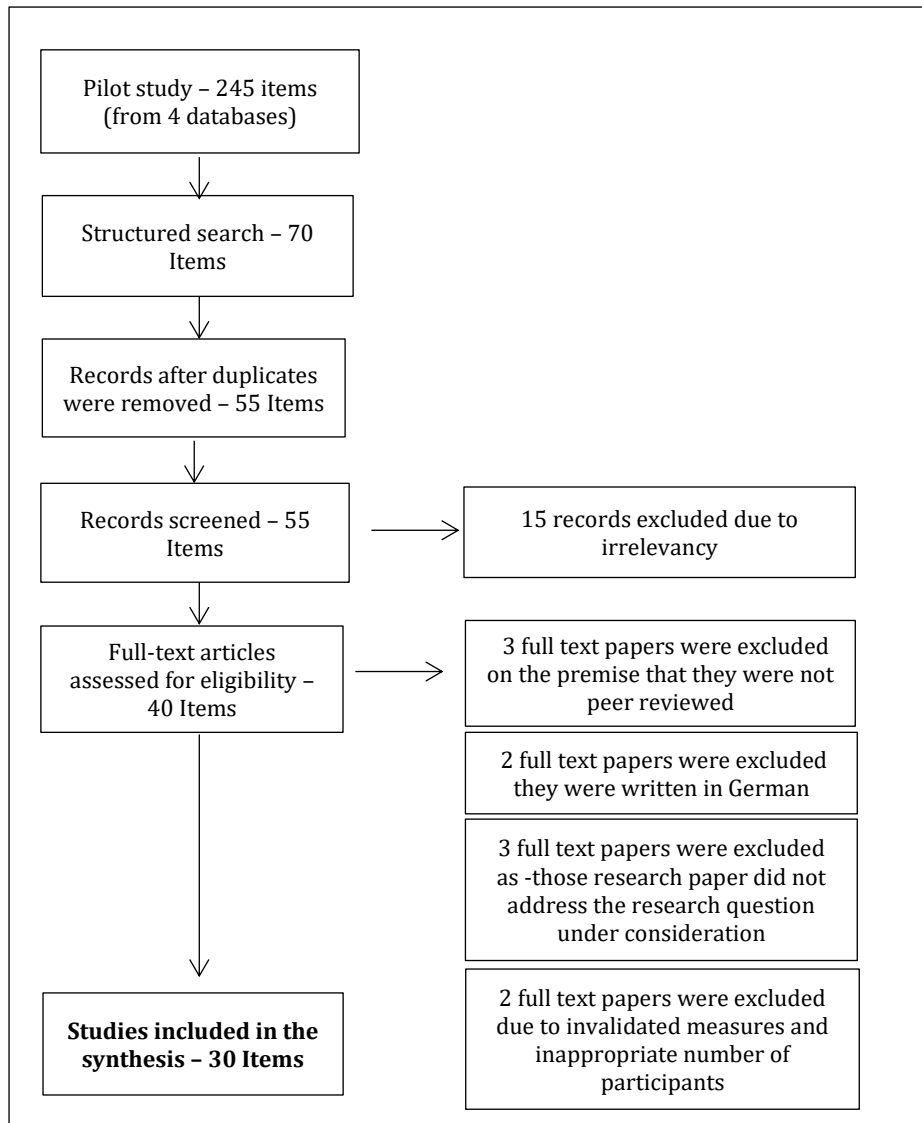 Pilot study – 245 items
(from 4 databases)
Structured search – 70
Items
Records after duplicates
were removed – 55 Items
Records screened – 55
Items
15 records excluded due to
irrelevancy
Full-text articles
assessed for eligibility –
40 Items
3 full text papers were excluded
on the premise that they were not
peer reviewed
2 full text papers were excluded
they were written in German
3 full text papers were excluded
as -those research paper did not
address the research question
under consideration
2 full text papers were excluded
due to invalidated measures and
inappropriate number of
participants
Studies included in the
synthesis – 30 Items